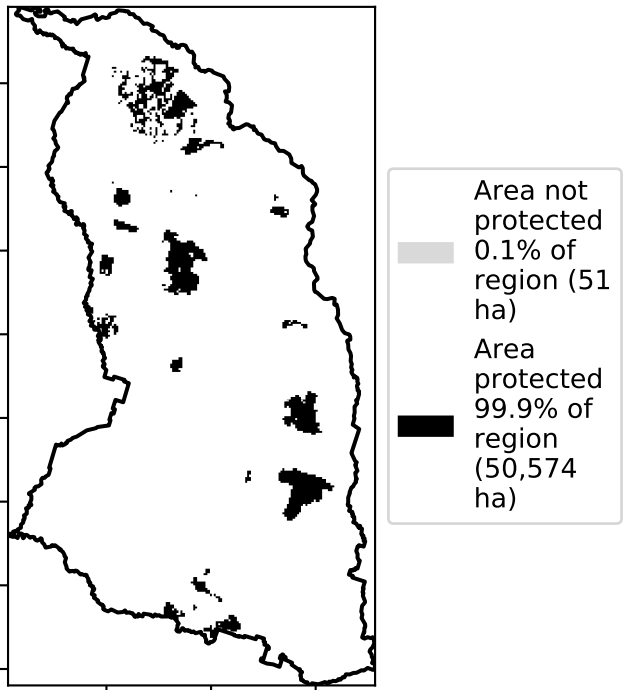 Area not
protected
0.1% of
region (51
ha)
Area
protected
99.9% of
region
(50,574
ha)